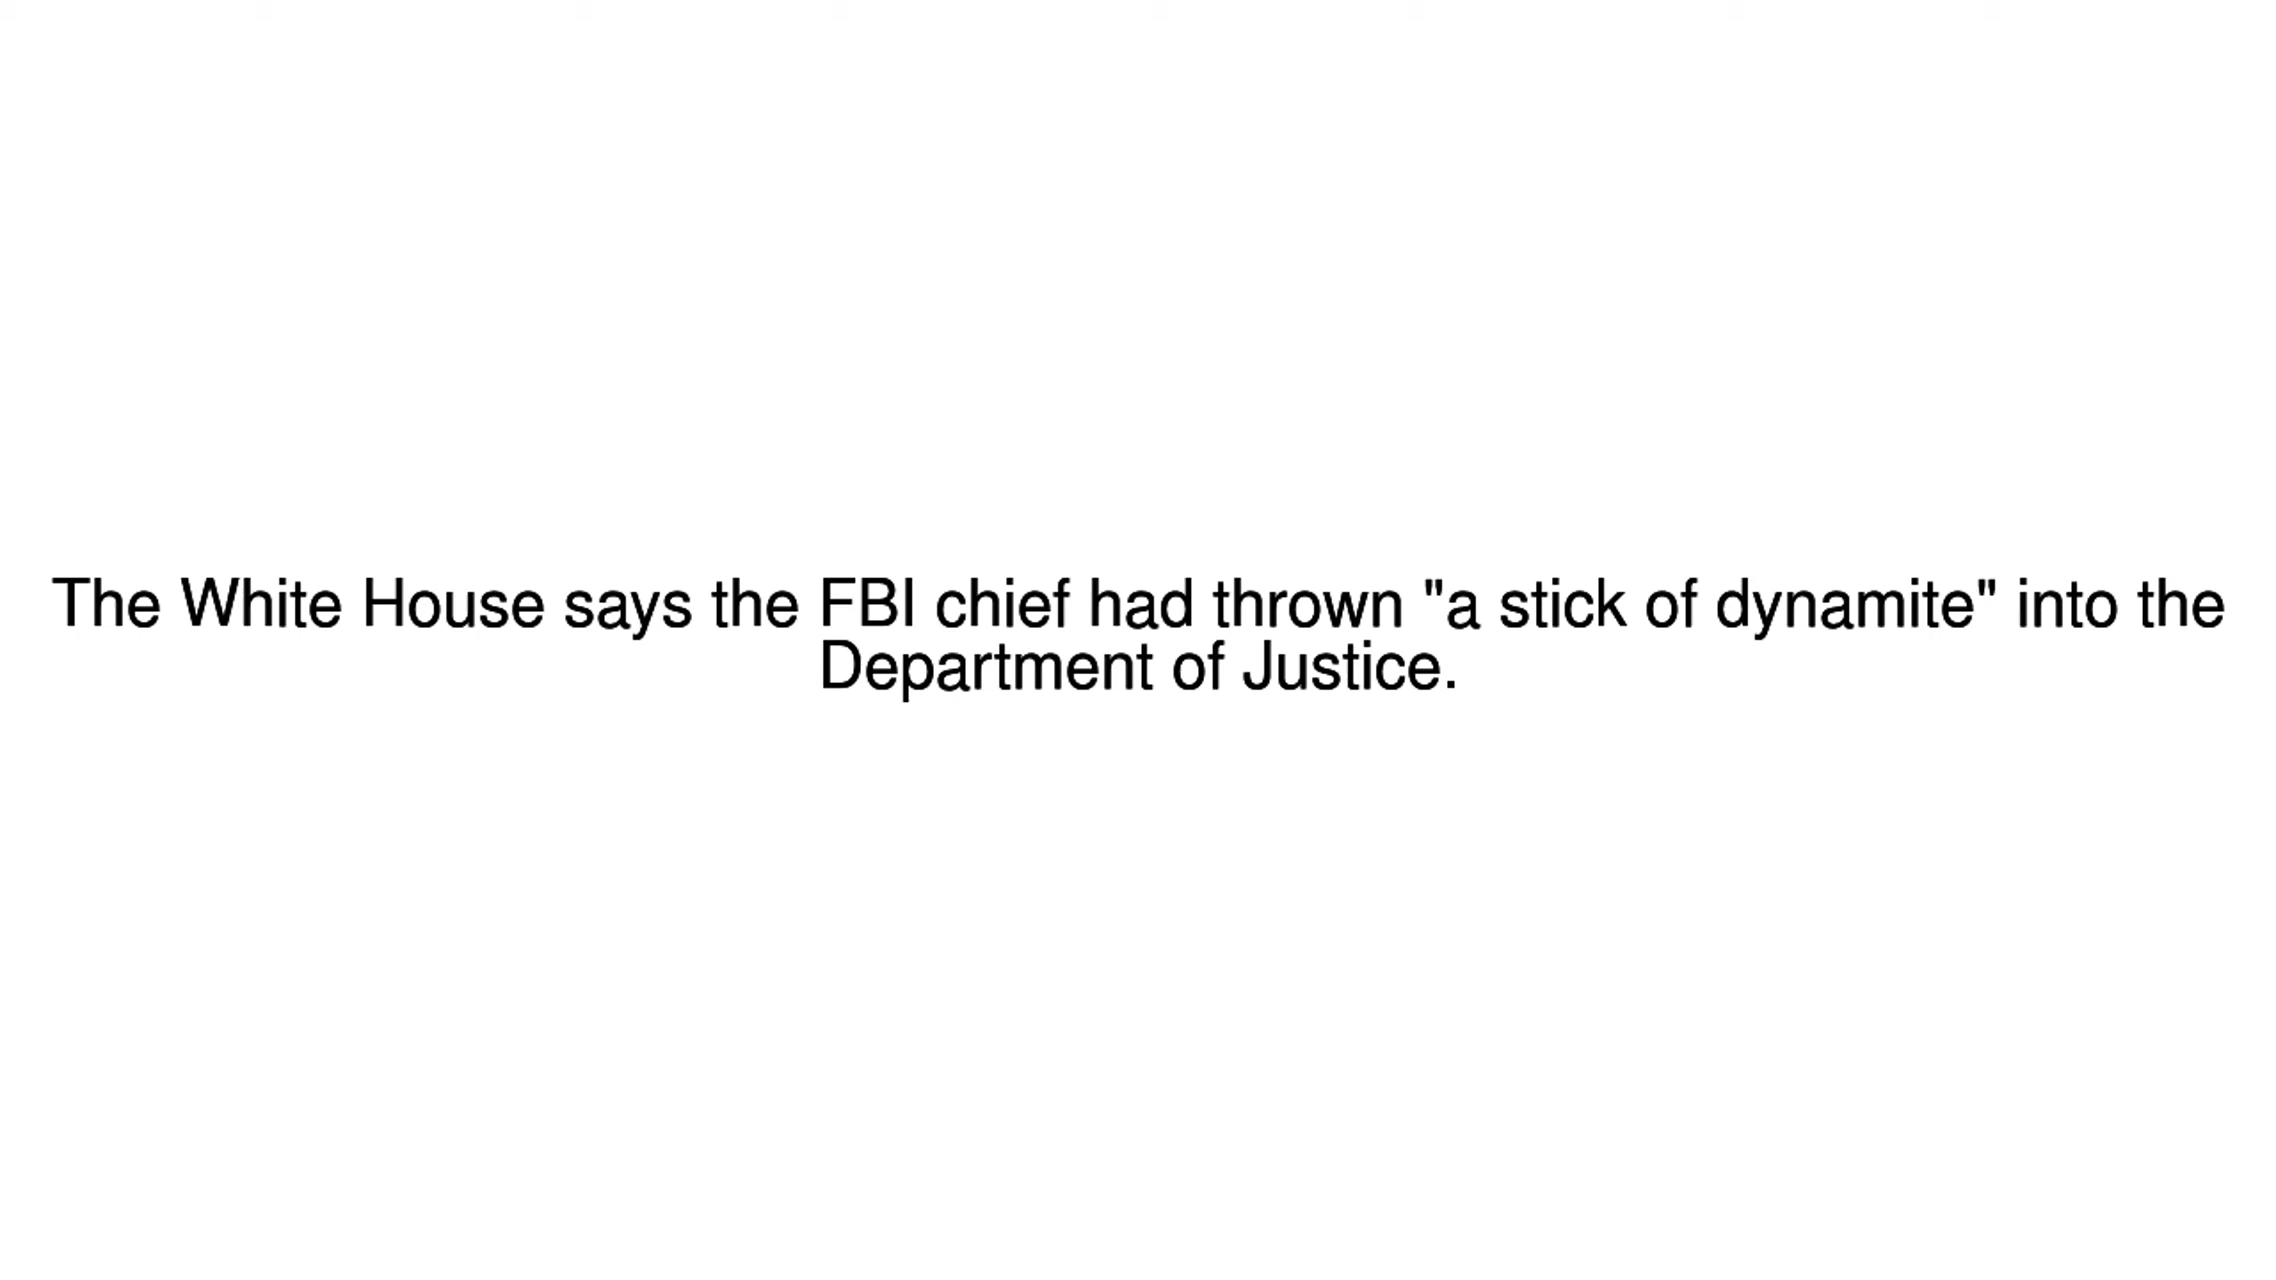 The White House says the FBI chief had thrown "a stick of dynamite" into the
Department of Justice.